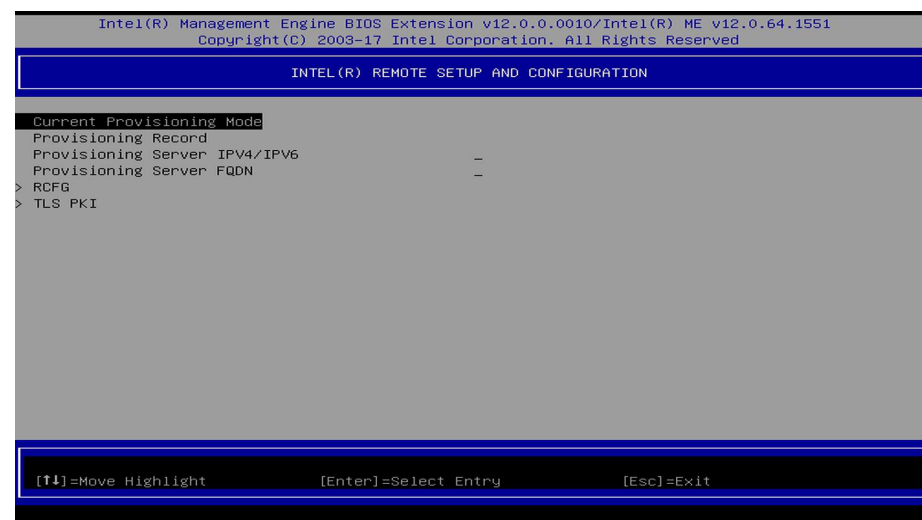 Intel(R) Management Engine BIOS Extension v12.0.0.0010/Intel(R) ME v12.0.64.1551
Copyright(C) 2003-17 Intel Corporation. All Rights Reserved
INTEL(R) REMOTE SETUP AND CONFIGURATION
Current Provisioning Mode
Provisioning Record
Provisioning Server IPV4/IPV6 _
Provisioning Server FQDN _
> RCFG
> TLS PKI
[↑↓]=Move Highlight [Enter]=Select Entry [Esc]=Exit